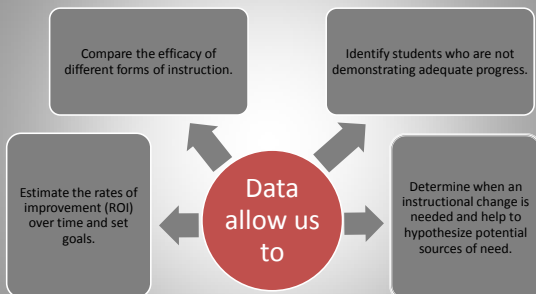 Compare the efficacy of
different forms of instruction.
Identify students who are not
demonstrating adequate progress.
Estimate the rates of
improvement (ROI)
over time and set
goals.
Data
allow us
to
Determine when an
instructional change is
needed and help to
hypothesize potential
sources of need.